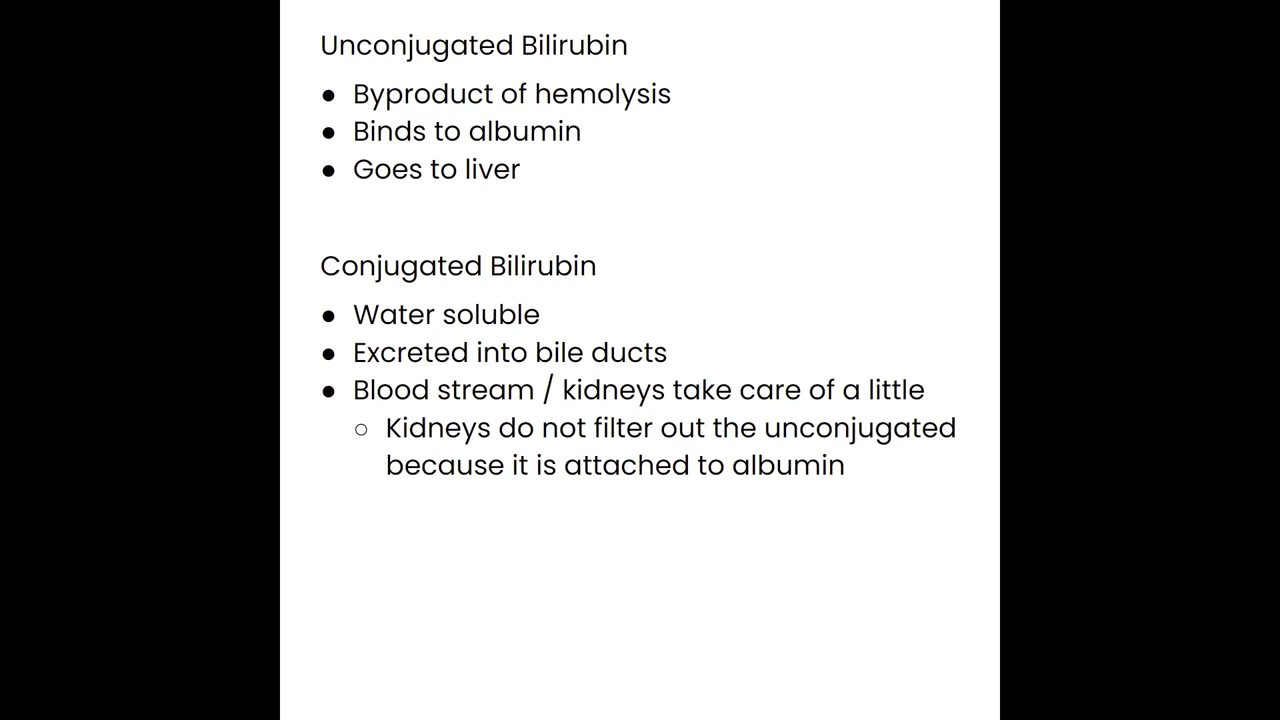 Unconjugated Bilirubin
● Byproduct of hemolysis
● Binds to albumin
● Goes to liver
Conjugated Bilirubin
● Water soluble
● Excreted into bile ducts
● Blood stream / kidneys take care of a little
○ Kidneys do not filter out the unconjugated
because it is attached to albumin